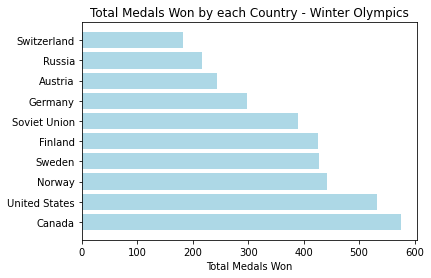 Total Medals Won by each Country - Winter Olympics
Switzerland
Russia
Austria
Germany
Soviet Union
Finland
Sweden
Norway
United States
Canada
0 100 200 300 400 500 600
Total Medals Won